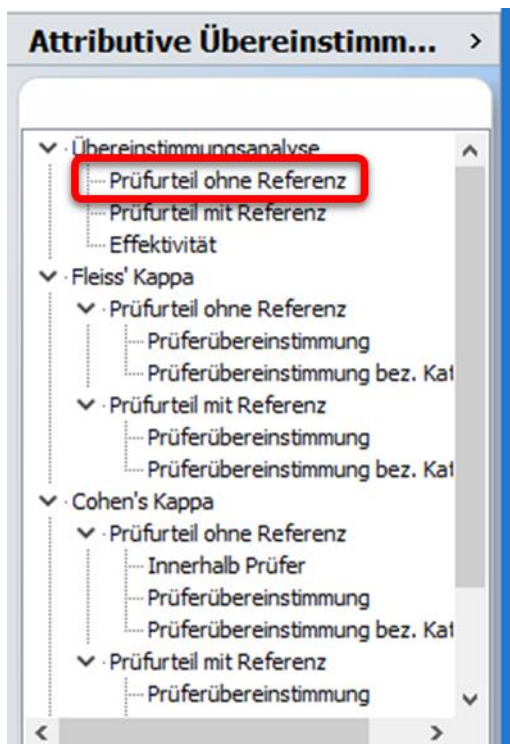 Attributive Übereinstimm...
Übereinstimmungsanalyse
Prüfurteil ohne Referenz
Prüfurteil mit Referenz
Effektivität
Fleiss' Kappa
Prüfurteil ohne Referenz
Prüferübereinstimmung
Prüferübereinstimmung bez. Kat
Prüfurteil mit Referenz
Prüferübereinstimmung
Prüferübereinstimmung bez. Kat
Cohen's Kappa
Prüfurteil ohne Referenz
Innerhalb Prüfer
Prüferübereinstimmung
Prüferübereinstimmung bez. Kat
Prüfurteil mit Referenz
Prüferübereinstimmung